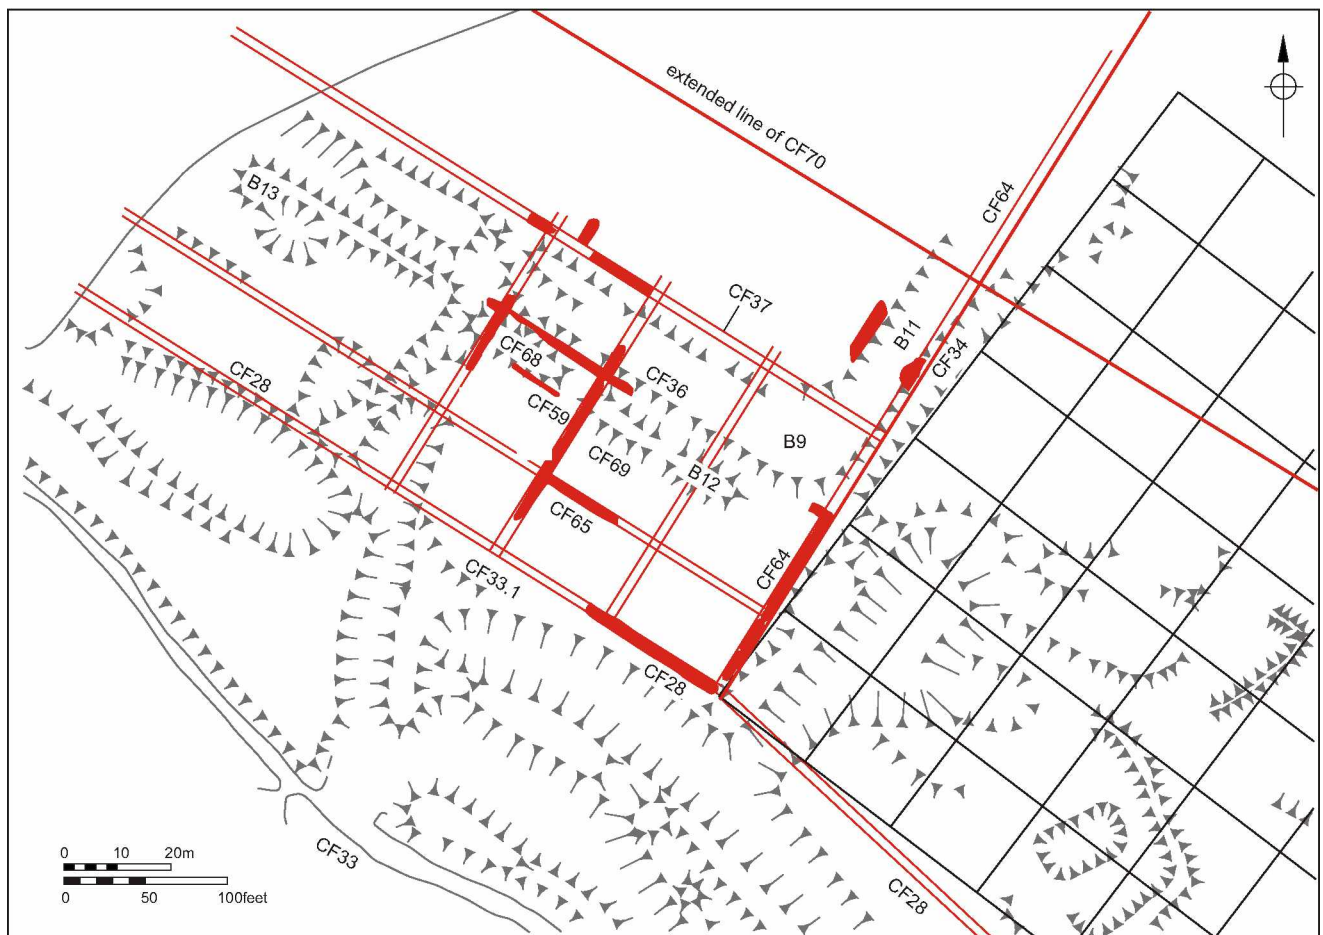 extended line of CF70
CF64
B13
CF37
B11
CF34
CF68
CF36
CF28
CF59
B9
CF69
B12
CF65
CF64
CF33.1
CF28
0 10 20m
CF33
0 50 100feet
CF28